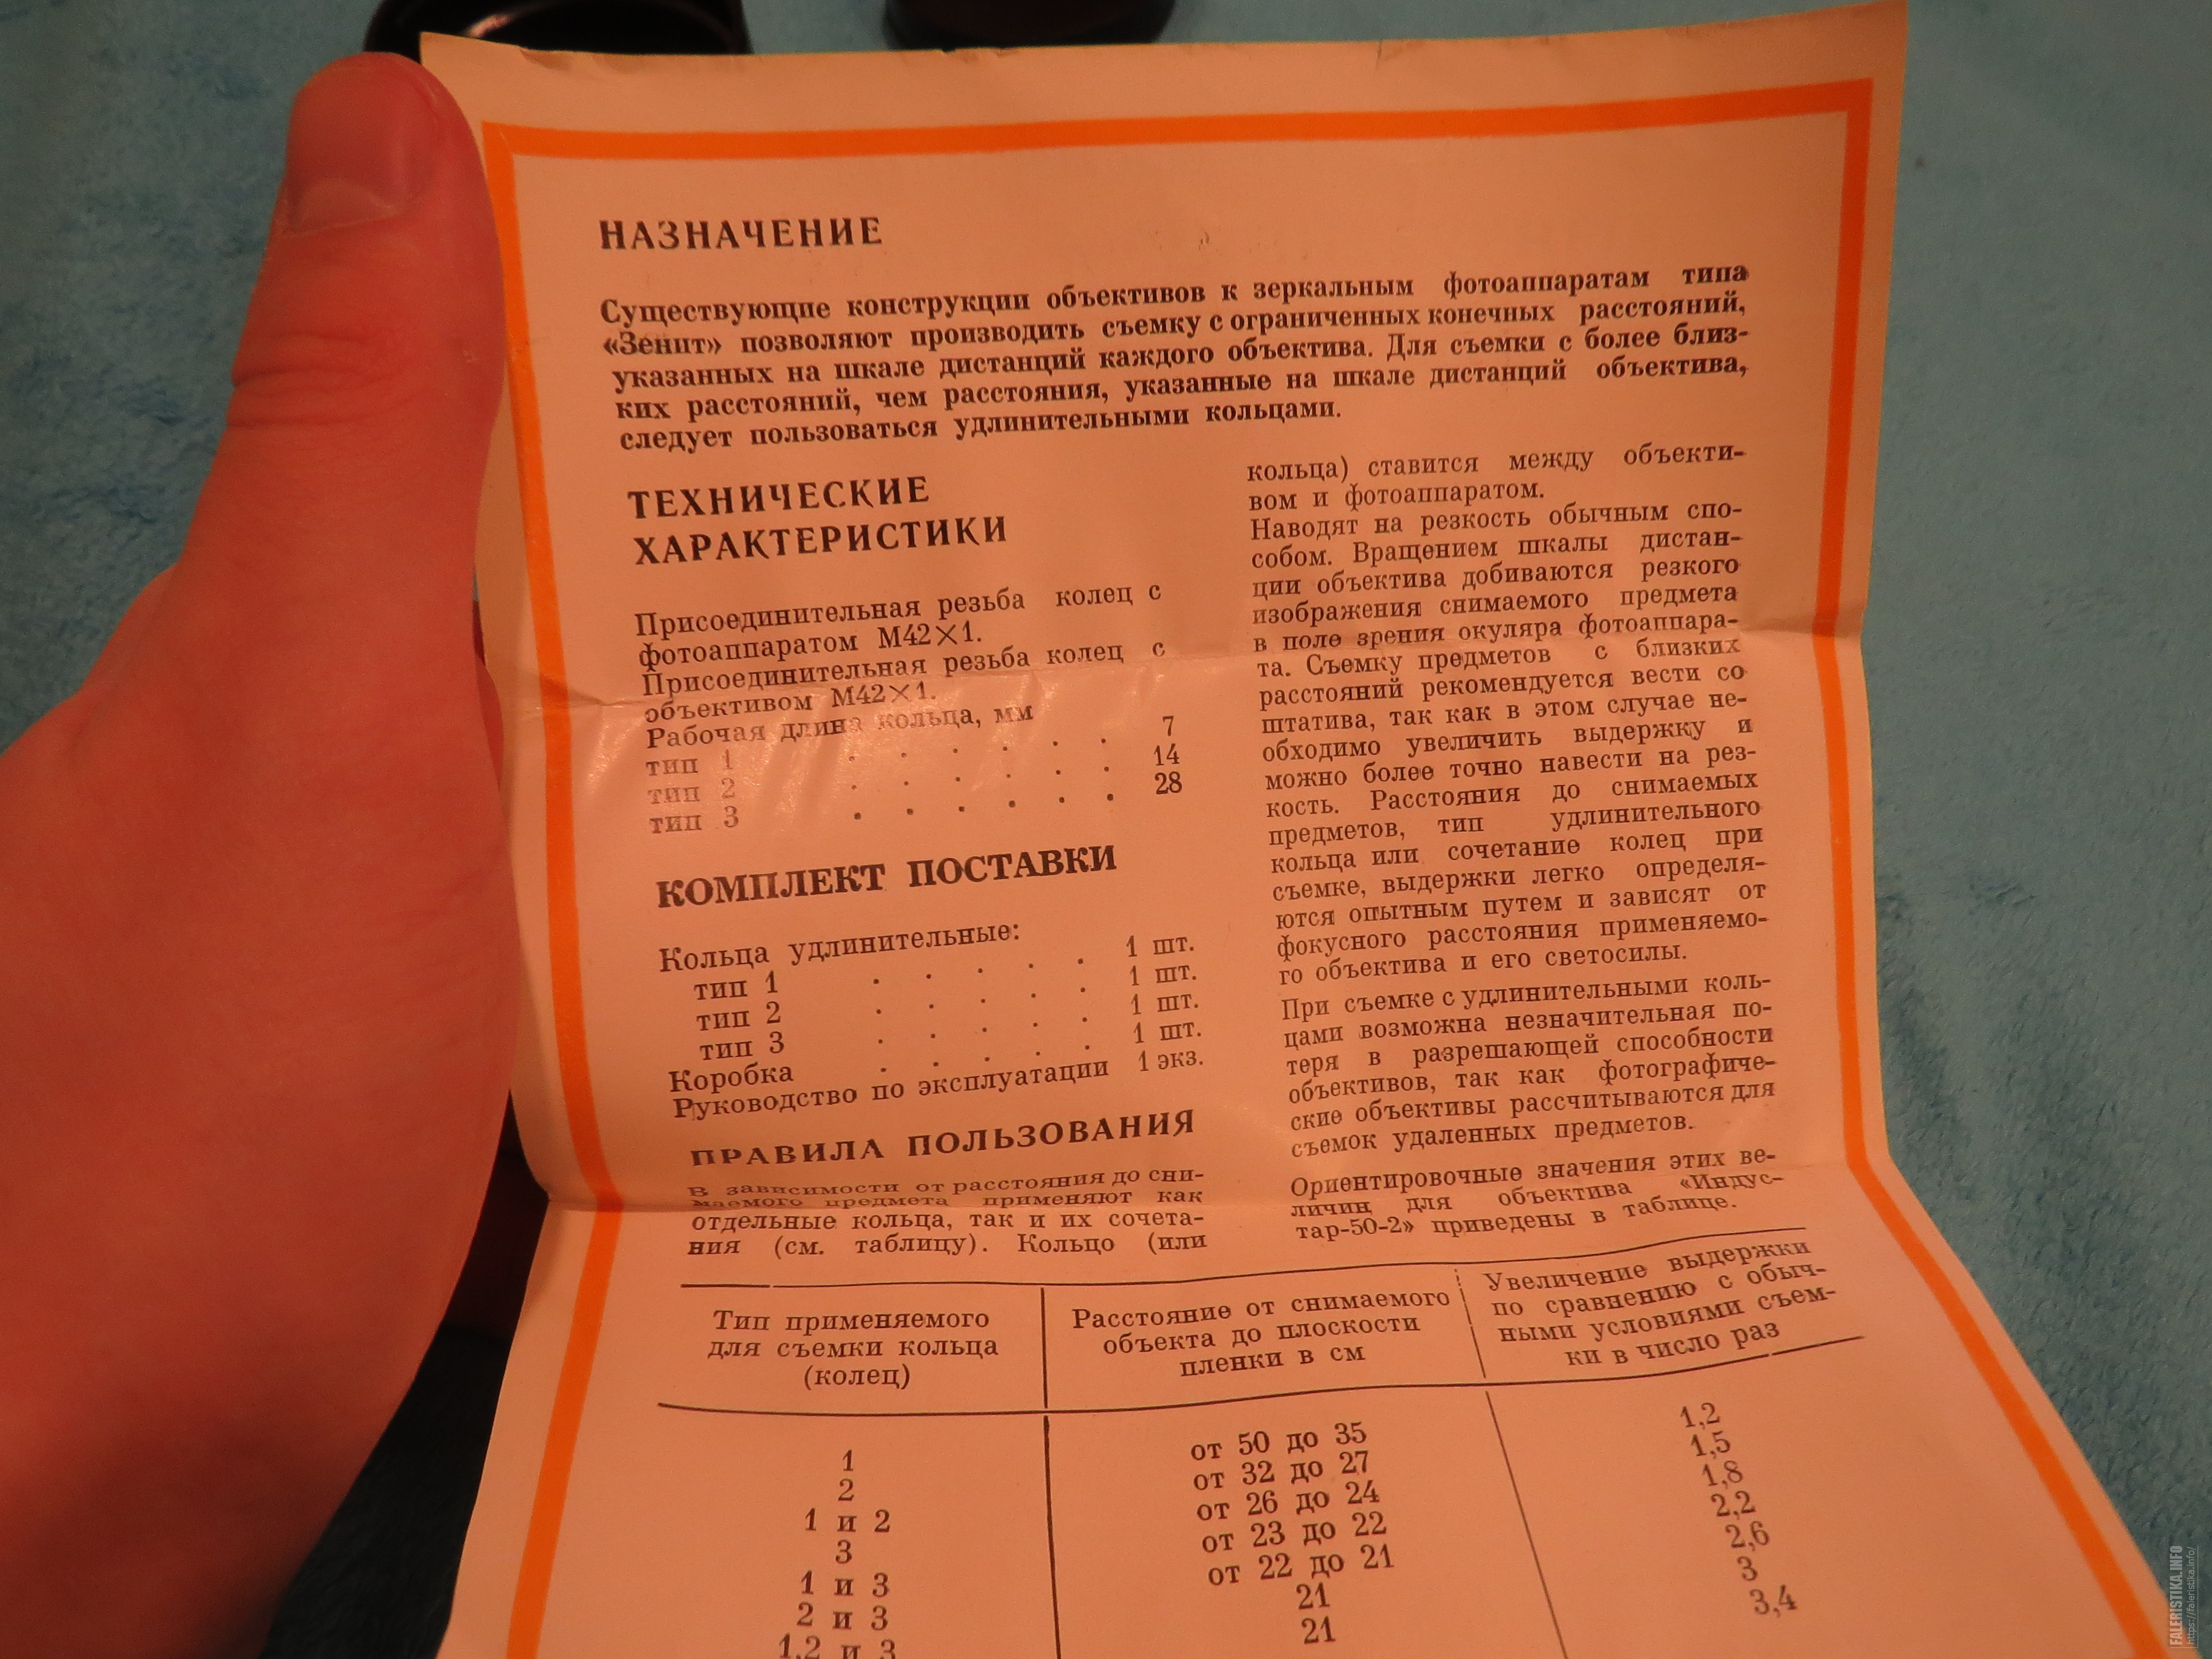 НАЗНАЧЕНИЕ
Существующие конструкции объективов к зеркальным фотоаппаратам типа
«Зенит» позволяют производить съемку с ограниченных конечных расстояний,
указанных на шкале дистанций каждого объектива. Для съемки с более близ-
ких расстояний, чем расстояния, указанные на шкале дистанций объектива,
следует пользоваться удлинительными кольцами.
ТЕХНИЧЕСКИЕ
ХАРАКТЕРИСТИКИ
Присоединительная резьба колец с
фотоаппаратом М42×1.
Присоединительная резьба колец с
объективом М42×1.
Рабочая длина кольца, мм
тип 1 . . . . . . 7
тип 2 . . . . . . 14
тип 3 . . . . . . 28
КОМПЛЕКТ ПОСТАВКИ
Кольца удлинительные:
тип 1 . . . . . 1 шт.
тип 2 . . . . . 1 шт.
тип 3 . . . . . 1 шт.
Коробка . . . . . 1 шт.
Руководство по эксплуатации 1 экз.
ПРАВИЛА ПОЛЬЗОВАНИЯ
В зависимости от расстояния до сни-
маемого предмета применяют как
отдельные кольца, так и их сочета-
ния (см. таблицу). Кольцо (или
кольца) ставится между объекти-
вом и фотоаппаратом.
Наводят на резкость обычным спо-
собом. Вращением шкалы дистан-
ции объектива добиваются резкого
изображения снимаемого предмета
в поле зрения окуляра фотоаппара-
та. Съемку предметов с близких
расстояний рекомендуется вести со
штатива, так как в этом случае не-
обходимо увеличить выдержку и
можно более точно навести на рез-
кость. Расстояния до снимаемых
предметов, тип удлинительного
кольца или сочетание колец при
съемке, выдержки легко определя-
ются опытным путем и зависят от
фокусного расстояния применяемо-
го объектива и его светосилы.
При съемке с удлинительными коль-
цами возможна незначительная по-
теря в разрешающей способности
объективов, так как фотографиче-
ские объективы рассчитываются для
съемок удаленных предметов.
Ориентировочные значения этих ве-
личин для объектива «Индус-
тар-50-2» приведены в таблице.
Тип применяемого
для съемки кольца
(колец)
Расстояние от снимаемого
объекта до плоскости
пленки в см
Увеличение выдержки
по сравнению с обыч-
ными условиями съем-
ки в число раз
1 от 50 до 35 1,2
2 от 32 до 27 1,5
1 и 2 от 26 до 24 1,8
3 от 23 до 22 2,2
1 и 3 от 22 до 21 2,6
2 и 3 21 3
1,2 и 3 21 3,4
FALERISTIKA.INFO
https://faleristika.info/